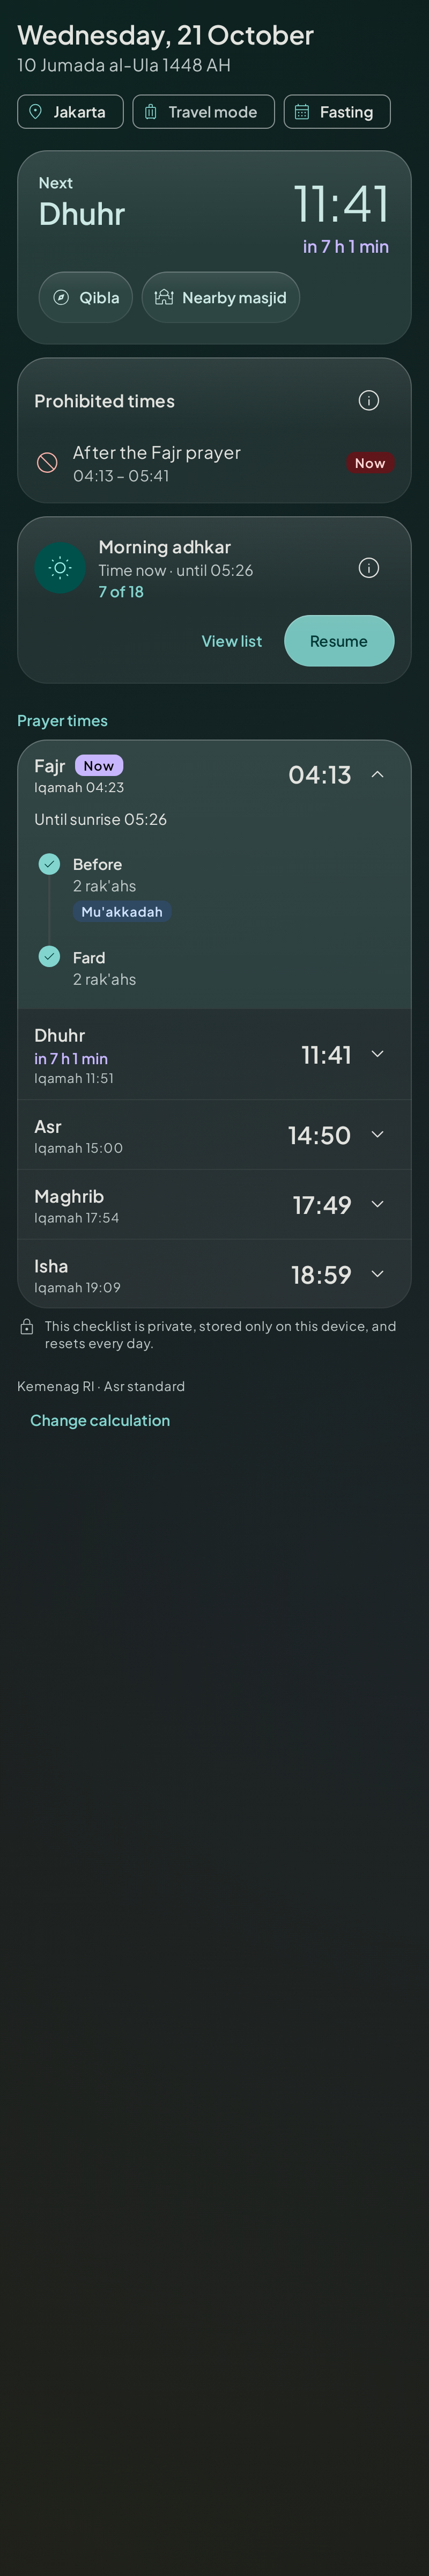 Wednesday, 21 October
10 Jumada al-Ula 1448 AH
Jakarta
Travel mode
Fasting
Next
Dhuhr
11:41
in 7 h 1 min
Qibla
Nearby masjid
Prohibited times
After the Fajr prayer
04:13 – 05:41
Now
Morning adhkar
Time now · until 05:26
7 of 18
View list
Resume
Prayer times
Fajr
Now
Iqamah 04:23
04:13
Until sunrise 05:26
Before
2 rak'ahs
Mu'akkadah
Fard
2 rak'ahs
Dhuhr
in 7 h 1 min
Iqamah 11:51
11:41
Asr
Iqamah 15:00
14:50
Maghrib
Iqamah 17:54
17:49
Isha
Iqamah 19:09
18:59
This checklist is private, stored only on this device, and
resets every day.
Kemenag RI · Asr standard
Change calculation